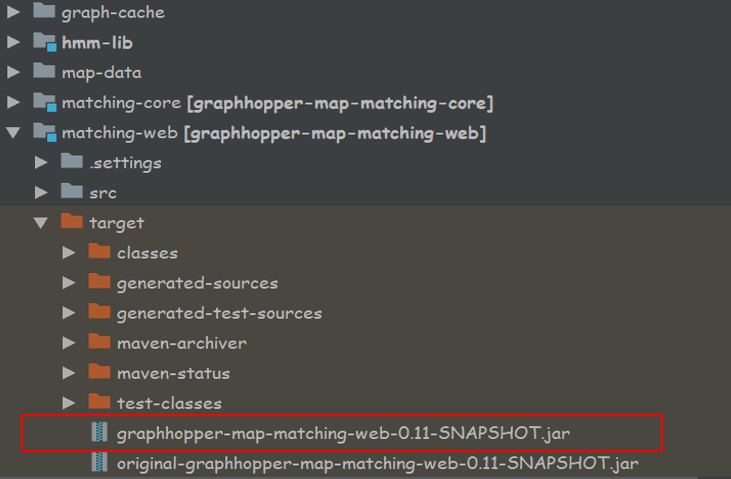 graph-cache
hmm-lib
map-data
matching-core [graphhopper-map-matching-core]
matching-web [graphhopper-map-matching-web]
.settings
src
target
classes
generated-sources
generated-test-sources
maven-archiver
maven-status
test-classes
graphhopper-map-matching-web-0.11-SNAPSHOT.jar
original-graphhopper-map-matching-web-0.11-SNAPSHOT.jar